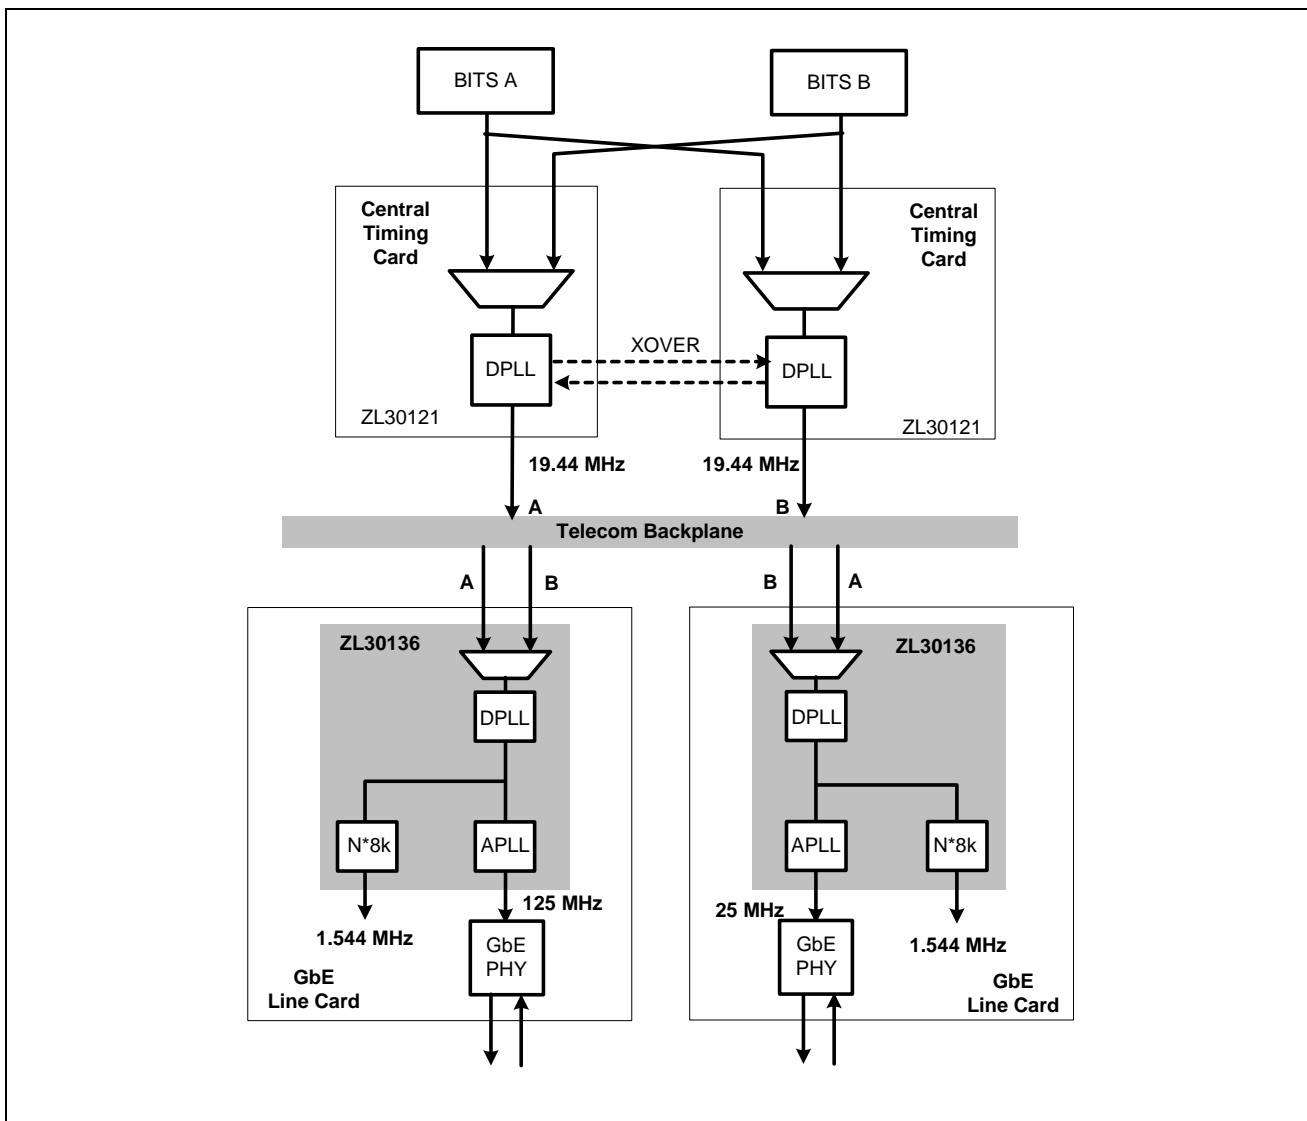 BITS A
BITS B
Central
Timing
Card
Central
Timing
Card
XOVER
DPLL
DPLL
ZL30121
ZL30121
19.44 MHz
19.44 MHz
A
B
Telecom Backplane
A
B
B
A
ZL30136
ZL30136
DPLL
DPLL
N*8k
APLL
APLL
N*8k
125 MHz
25 MHz
1.544 MHz
GbE
PHY
GbE
PHY
1.544 MHz
GbE
Line Card
GbE
Line Card